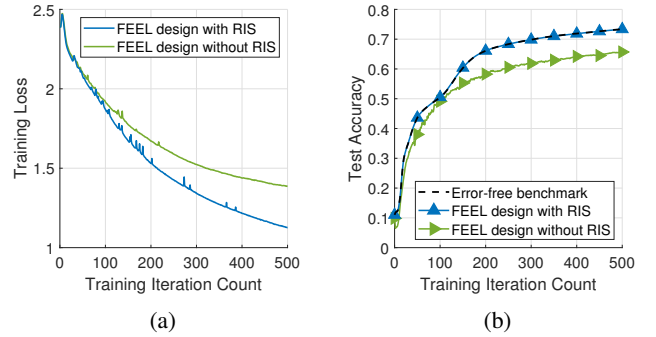 2.5
2
1.5
1
Training Loss
FEEL design with RIS
FEEL design without RIS
0 100 200 300 400 500
Training Iteration Count
(a)
0.8
0.7
0.6
0.5
0.4
0.3
0.2
0.1
0
Test Accuracy
Error-free benchmark
FEEL design with RIS
FEEL design without RIS
0 100 200 300 400 500
Training Iteration Count
(b)